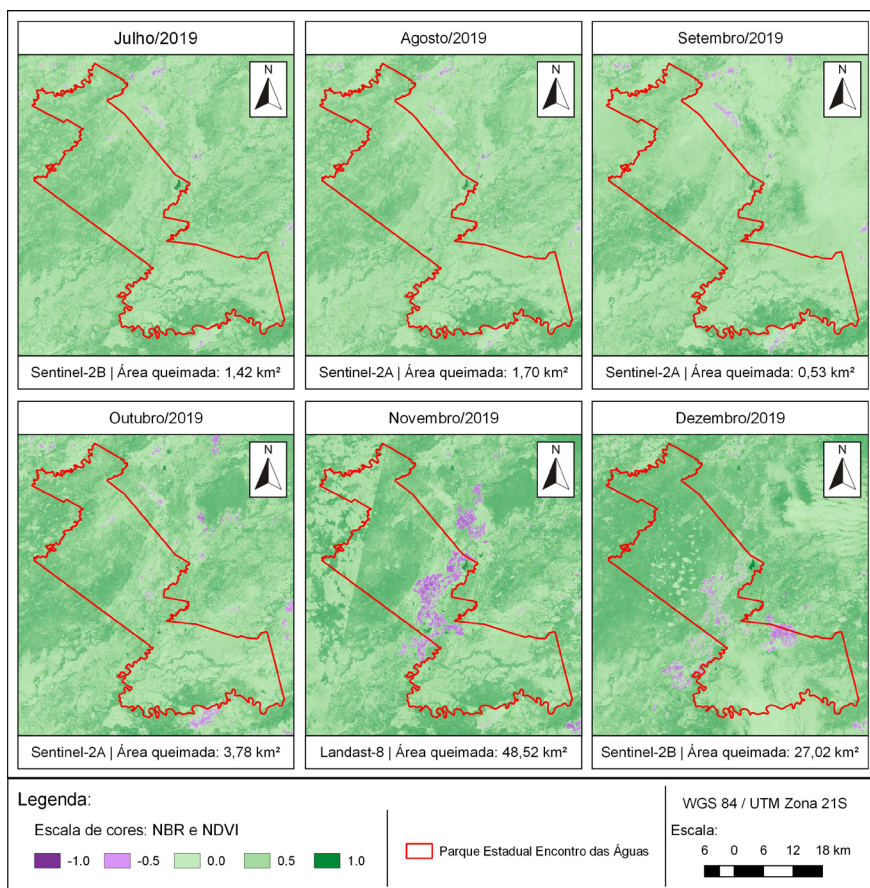 Julho/2019
Agosto/2019
Setembro/2019
N
N
N
Sentinel-2B | Área queimada: 1,42 km²
Sentinel-2A | Área queimada: 1,70 km²
Sentinel-2A | Área queimada: 0,53 km²
Outubro/2019
Novembro/2019
Dezembro/2019
N
N
N
Sentinel-2A | Área queimada: 3,78 km²
Landast-8 | Área queimada: 48,52 km²
Sentinel-2B | Área queimada: 27,02 km²
Legenda:
Escala de cores: NBR e NDVI
-1.0 -0.5 0.0 0.5 1.0
Parque Estadual Encontro das Águas
WGS 84 / UTM Zona 21S
Escala:
6 0 6 12 18 km